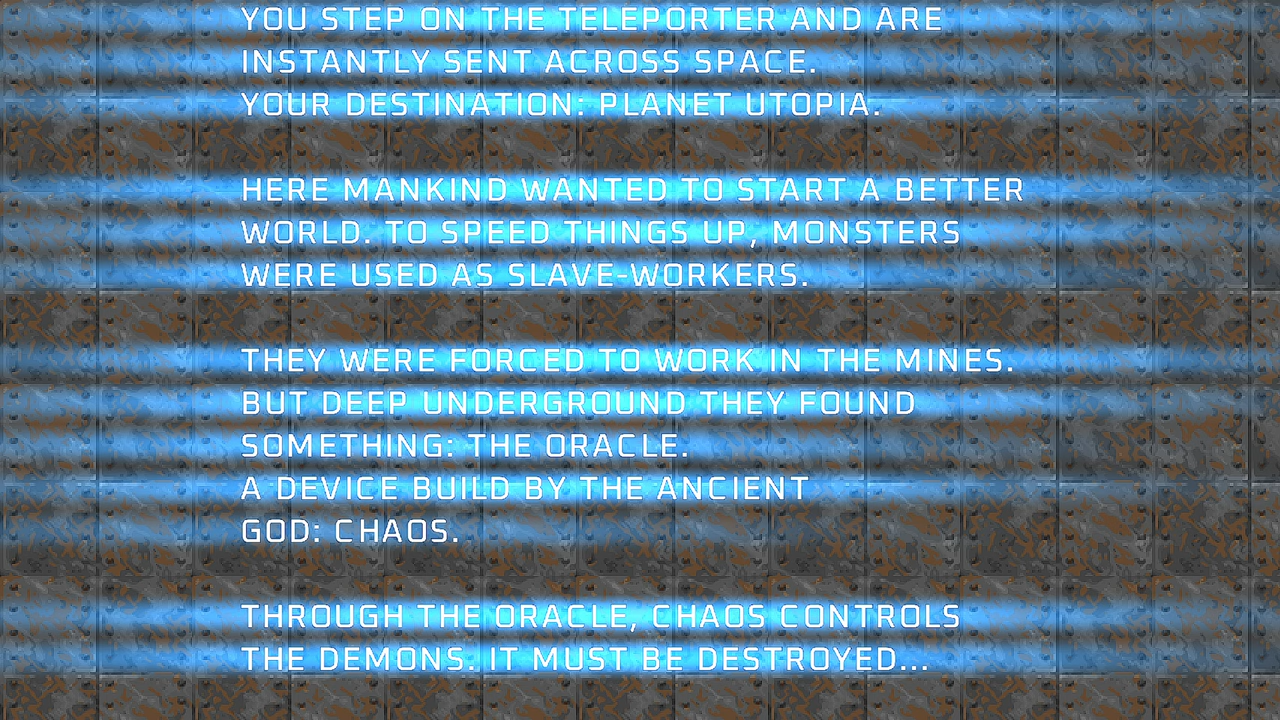 YOU STEP ON THE TELEPORTER AND ARE
INSTANTLY SENT ACROSS SPACE.
YOUR DESTINATION: PLANET UTOPIA.
HERE MANKIND WANTED TO START A BETTER
WORLD. TO SPEED THINGS UP, MONSTERS
WERE USED AS SLAVE-WORKERS.
THEY WERE FORCED TO WORK IN THE MINES.
BUT DEEP UNDERGROUND THEY FOUND
SOMETHING: THE ORACLE.
A DEVICE BUILD BY THE ANCIENT
GOD: CHAOS.
THROUGH THE ORACLE, CHAOS CONTROLS
THE DEMONS. IT MUST BE DESTROYED...